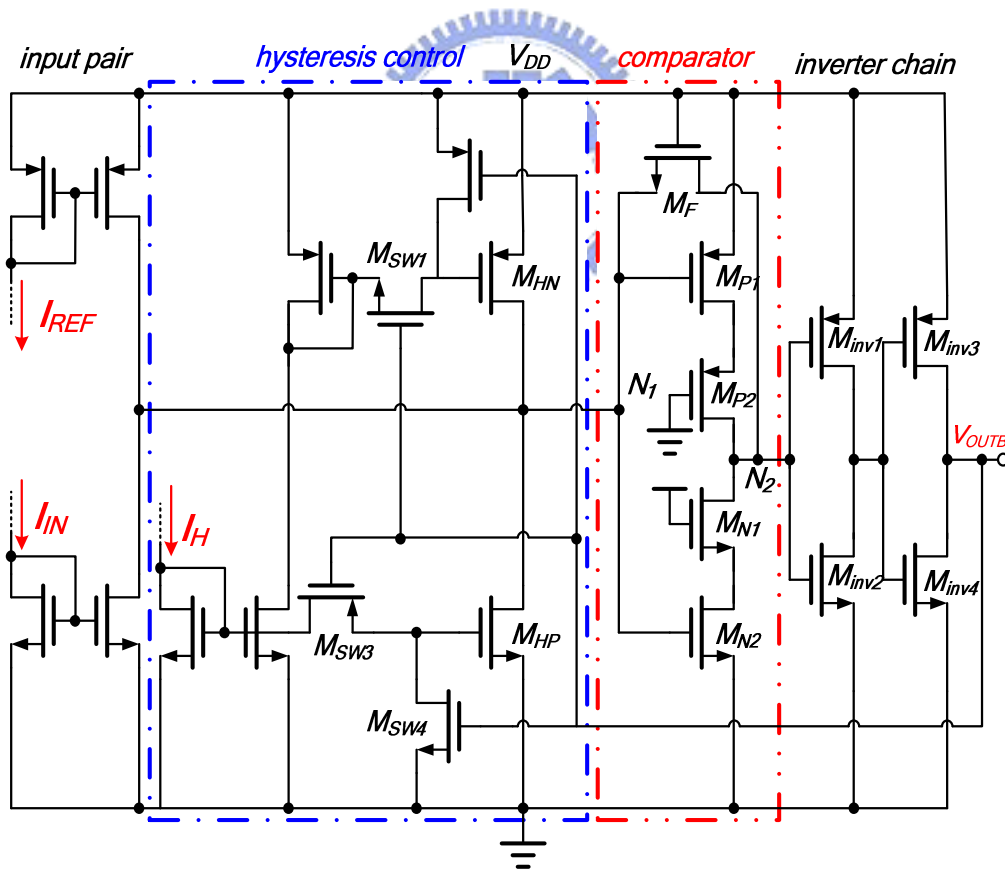 input pair
hysteresis control
VDD
comparator
inverter chain
MF
MSW1
MHN
MP1
IREF
Minv1
Minv3
N1
MP2
VOUTB
N2
IIN
IH
MN1
Minv2
Minv4
MSW3
MHP
MN2
MSW4